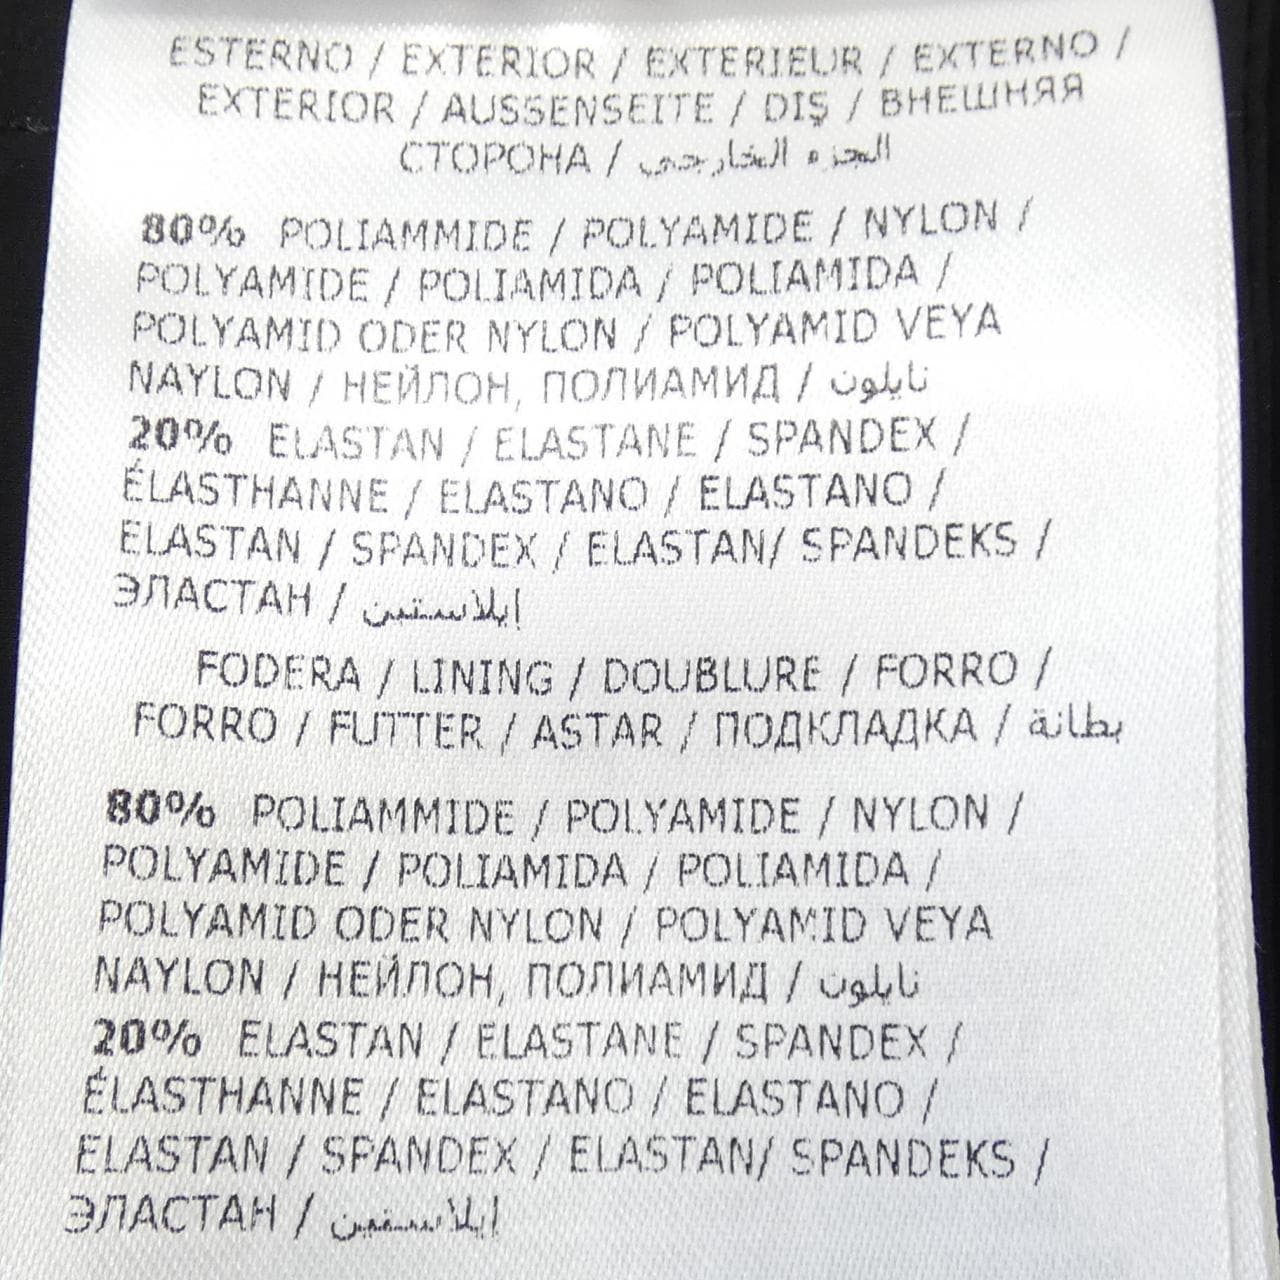 ESTERNO / EXTERIOR / EXTERIEUR / EXTERNO /
EXTERIOR / AUSSENSEITE / DIŞ / ВНЕШНЯЯ
СТОРОНА / الجزء الخارجي
80% POLIAMMIDE / POLYAMIDE / NYLON /
POLYAMIDE / POLIAMIDA / POLIAMIDA /
POLYAMID ODER NYLON / POLYAMID VEYA
NAYLON / НЕЙЛОН, ПОЛИАМИД / نايلون
20% ELASTAN / ELASTANE / SPANDEX /
ÉLASTHANNE / ELASTANO / ELASTANO /
ELASTAN / SPANDEX / ELASTAN/ SPANDEKS /
ЭЛАСТАН / إيلاستين
FODERA / LINING / DOUBLURE / FORRO /
FORRO / FUTTER / ASTAR / ПОДКЛАДКА / بطانة
80% POLIAMMIDE / POLYAMIDE / NYLON /
POLYAMIDE / POLIAMIDA / POLIAMIDA /
POLYAMID ODER NYLON / POLYAMID VEYA
NAYLON / НЕЙЛОН, ПОЛИАМИД / نايلون
20% ELASTAN / ELASTANE / SPANDEX /
ÉLASTHANNE / ELASTANO / ELASTANO /
ELASTAN / SPANDEX / ELASTAN/ SPANDEKS /
ЭЛАСТАН / إيلاستين